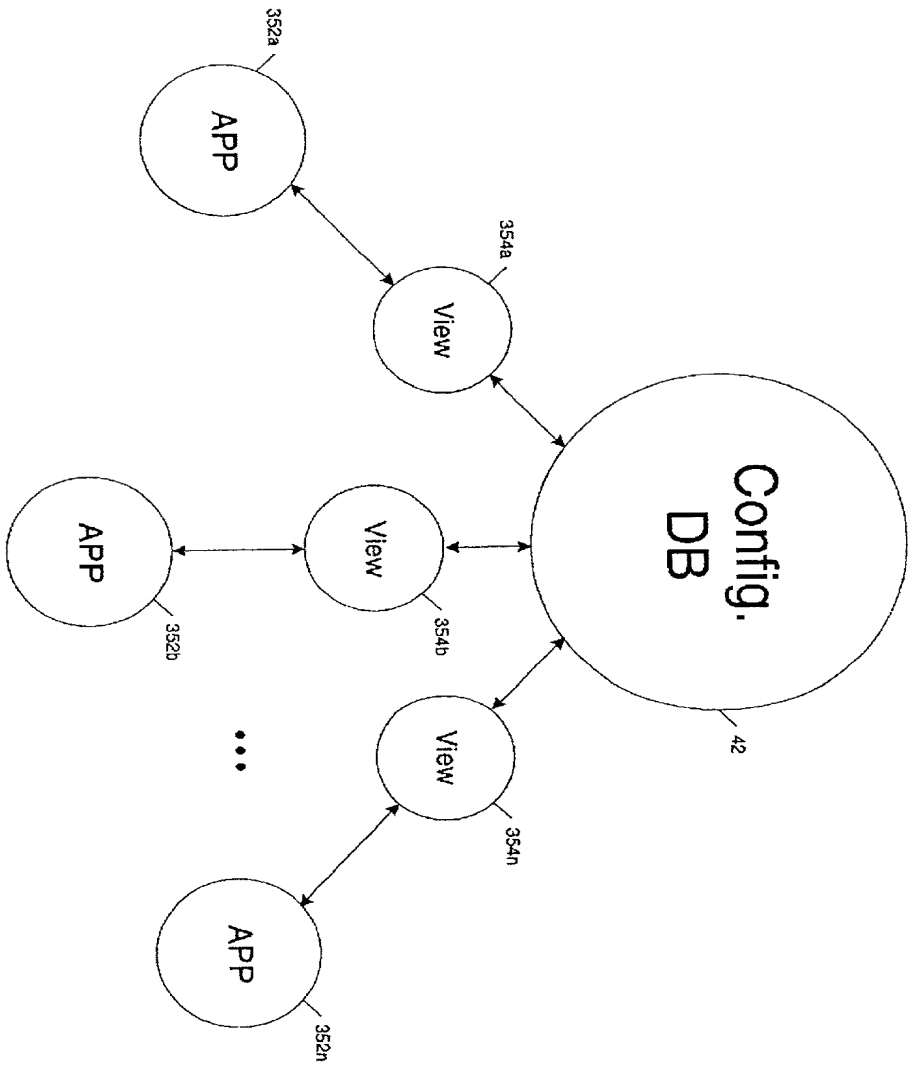 Config.
DB
42
View
354a
View
354b
View
354n
APP
352a
APP
352b
...
APP
352n